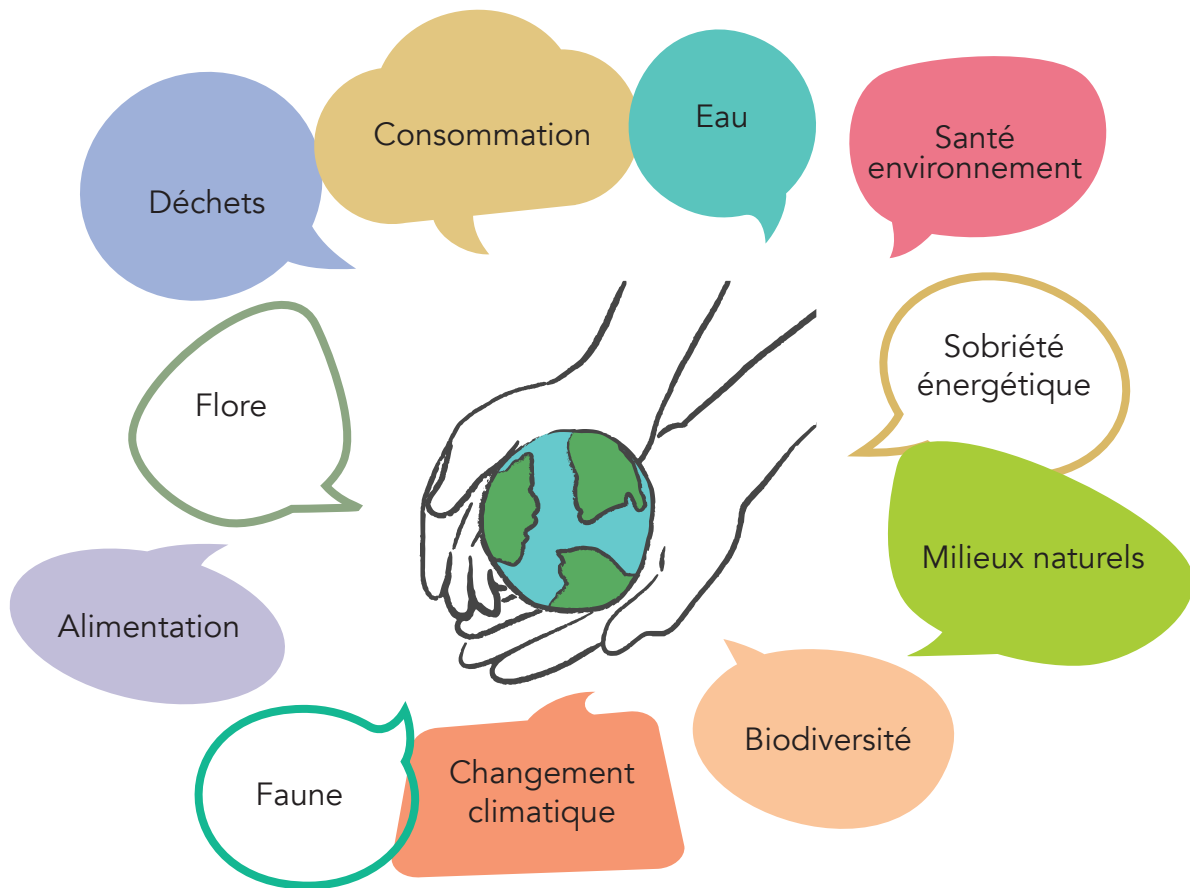 Déchets
Consommation
Eau
Santé
environnement
Sobriété
énergétique
Flore
Milieux naturels
Alimentation
Biodiversité
Changement
climatique
Faune